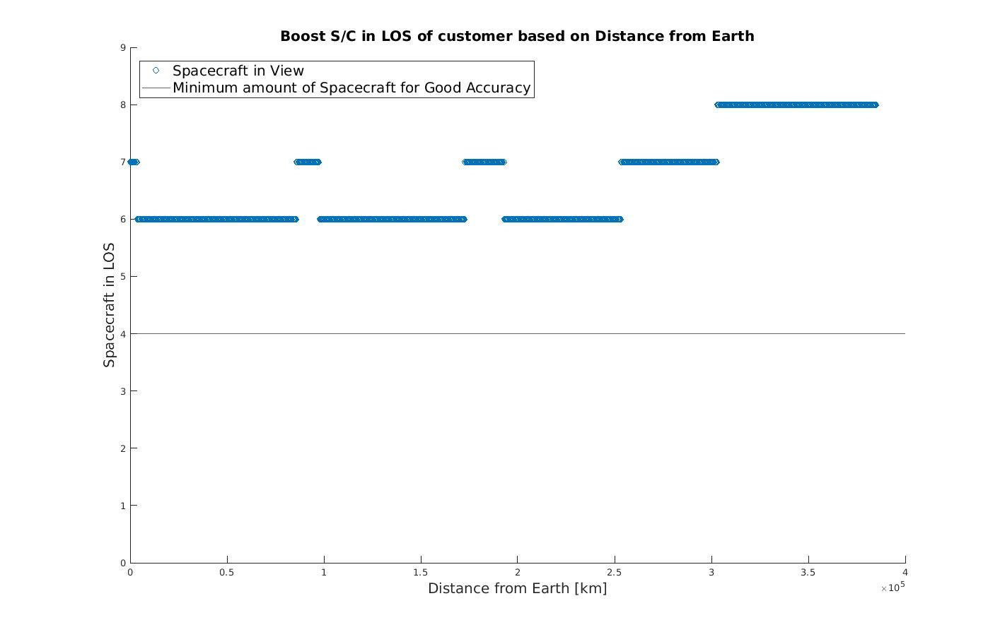 Boost S/C in LOS of customer based on Distance from Earth
9
Spacecraft in View
Minimum amount of Spacecraft for Good Accuracy
8
7
6
5
4
3
2
1
0
Spacecraft in LOS
0 0.5 1 1.5 2 2.5 3 3.5 4
Distance from Earth [km]
×10^5